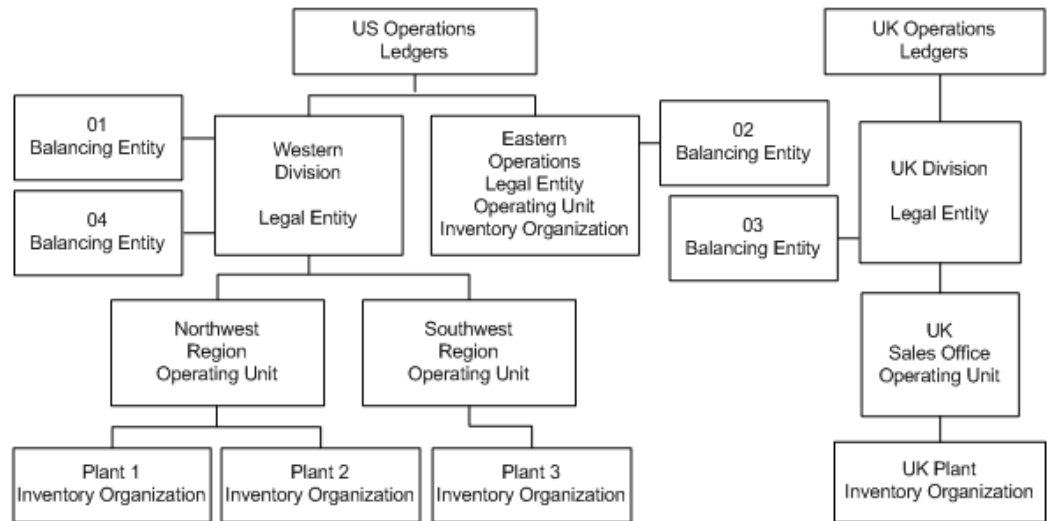 US Operations
Ledgers
UK Operations
Ledgers
01
Balancing Entity
Western
Division
Legal Entity
Eastern
Operations
Legal Entity
Operating Unit
Inventory Organization
02
Balancing Entity
UK Division
Legal Entity
04
Balancing Entity
03
Balancing Entity
Northwest
Region
Operating Unit
Southwest
Region
Operating Unit
UK
Sales Office
Operating Unit
Plant 1
Inventory Organization
Plant 2
Inventory Organization
Plant 3
Inventory Organization
UK Plant
Inventory Organization